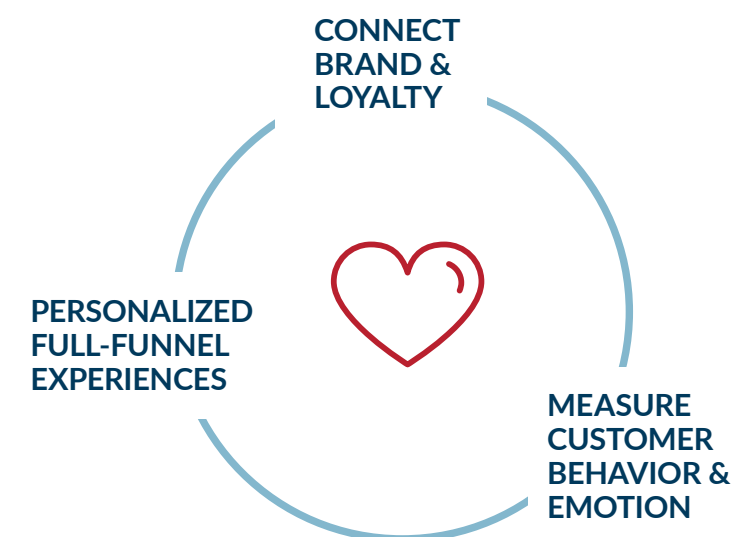 CONNECT
BRAND &
LOYALTY
PERSONALIZED
FULL-FUNNEL
EXPERIENCES
MEASURE
CUSTOMER
BEHAVIOR &
EMOTION